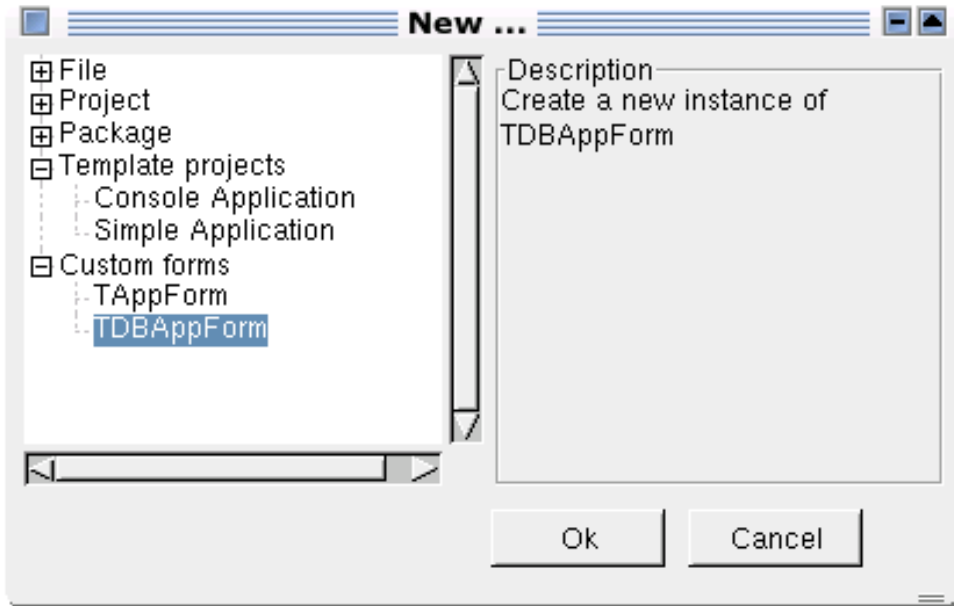 New ...
File
Project
Package
Template projects
Console Application
Simple Application
Custom forms
TAppForm
TDBAppForm
Description
Create a new instance of
TDBAppForm
Ok
Cancel